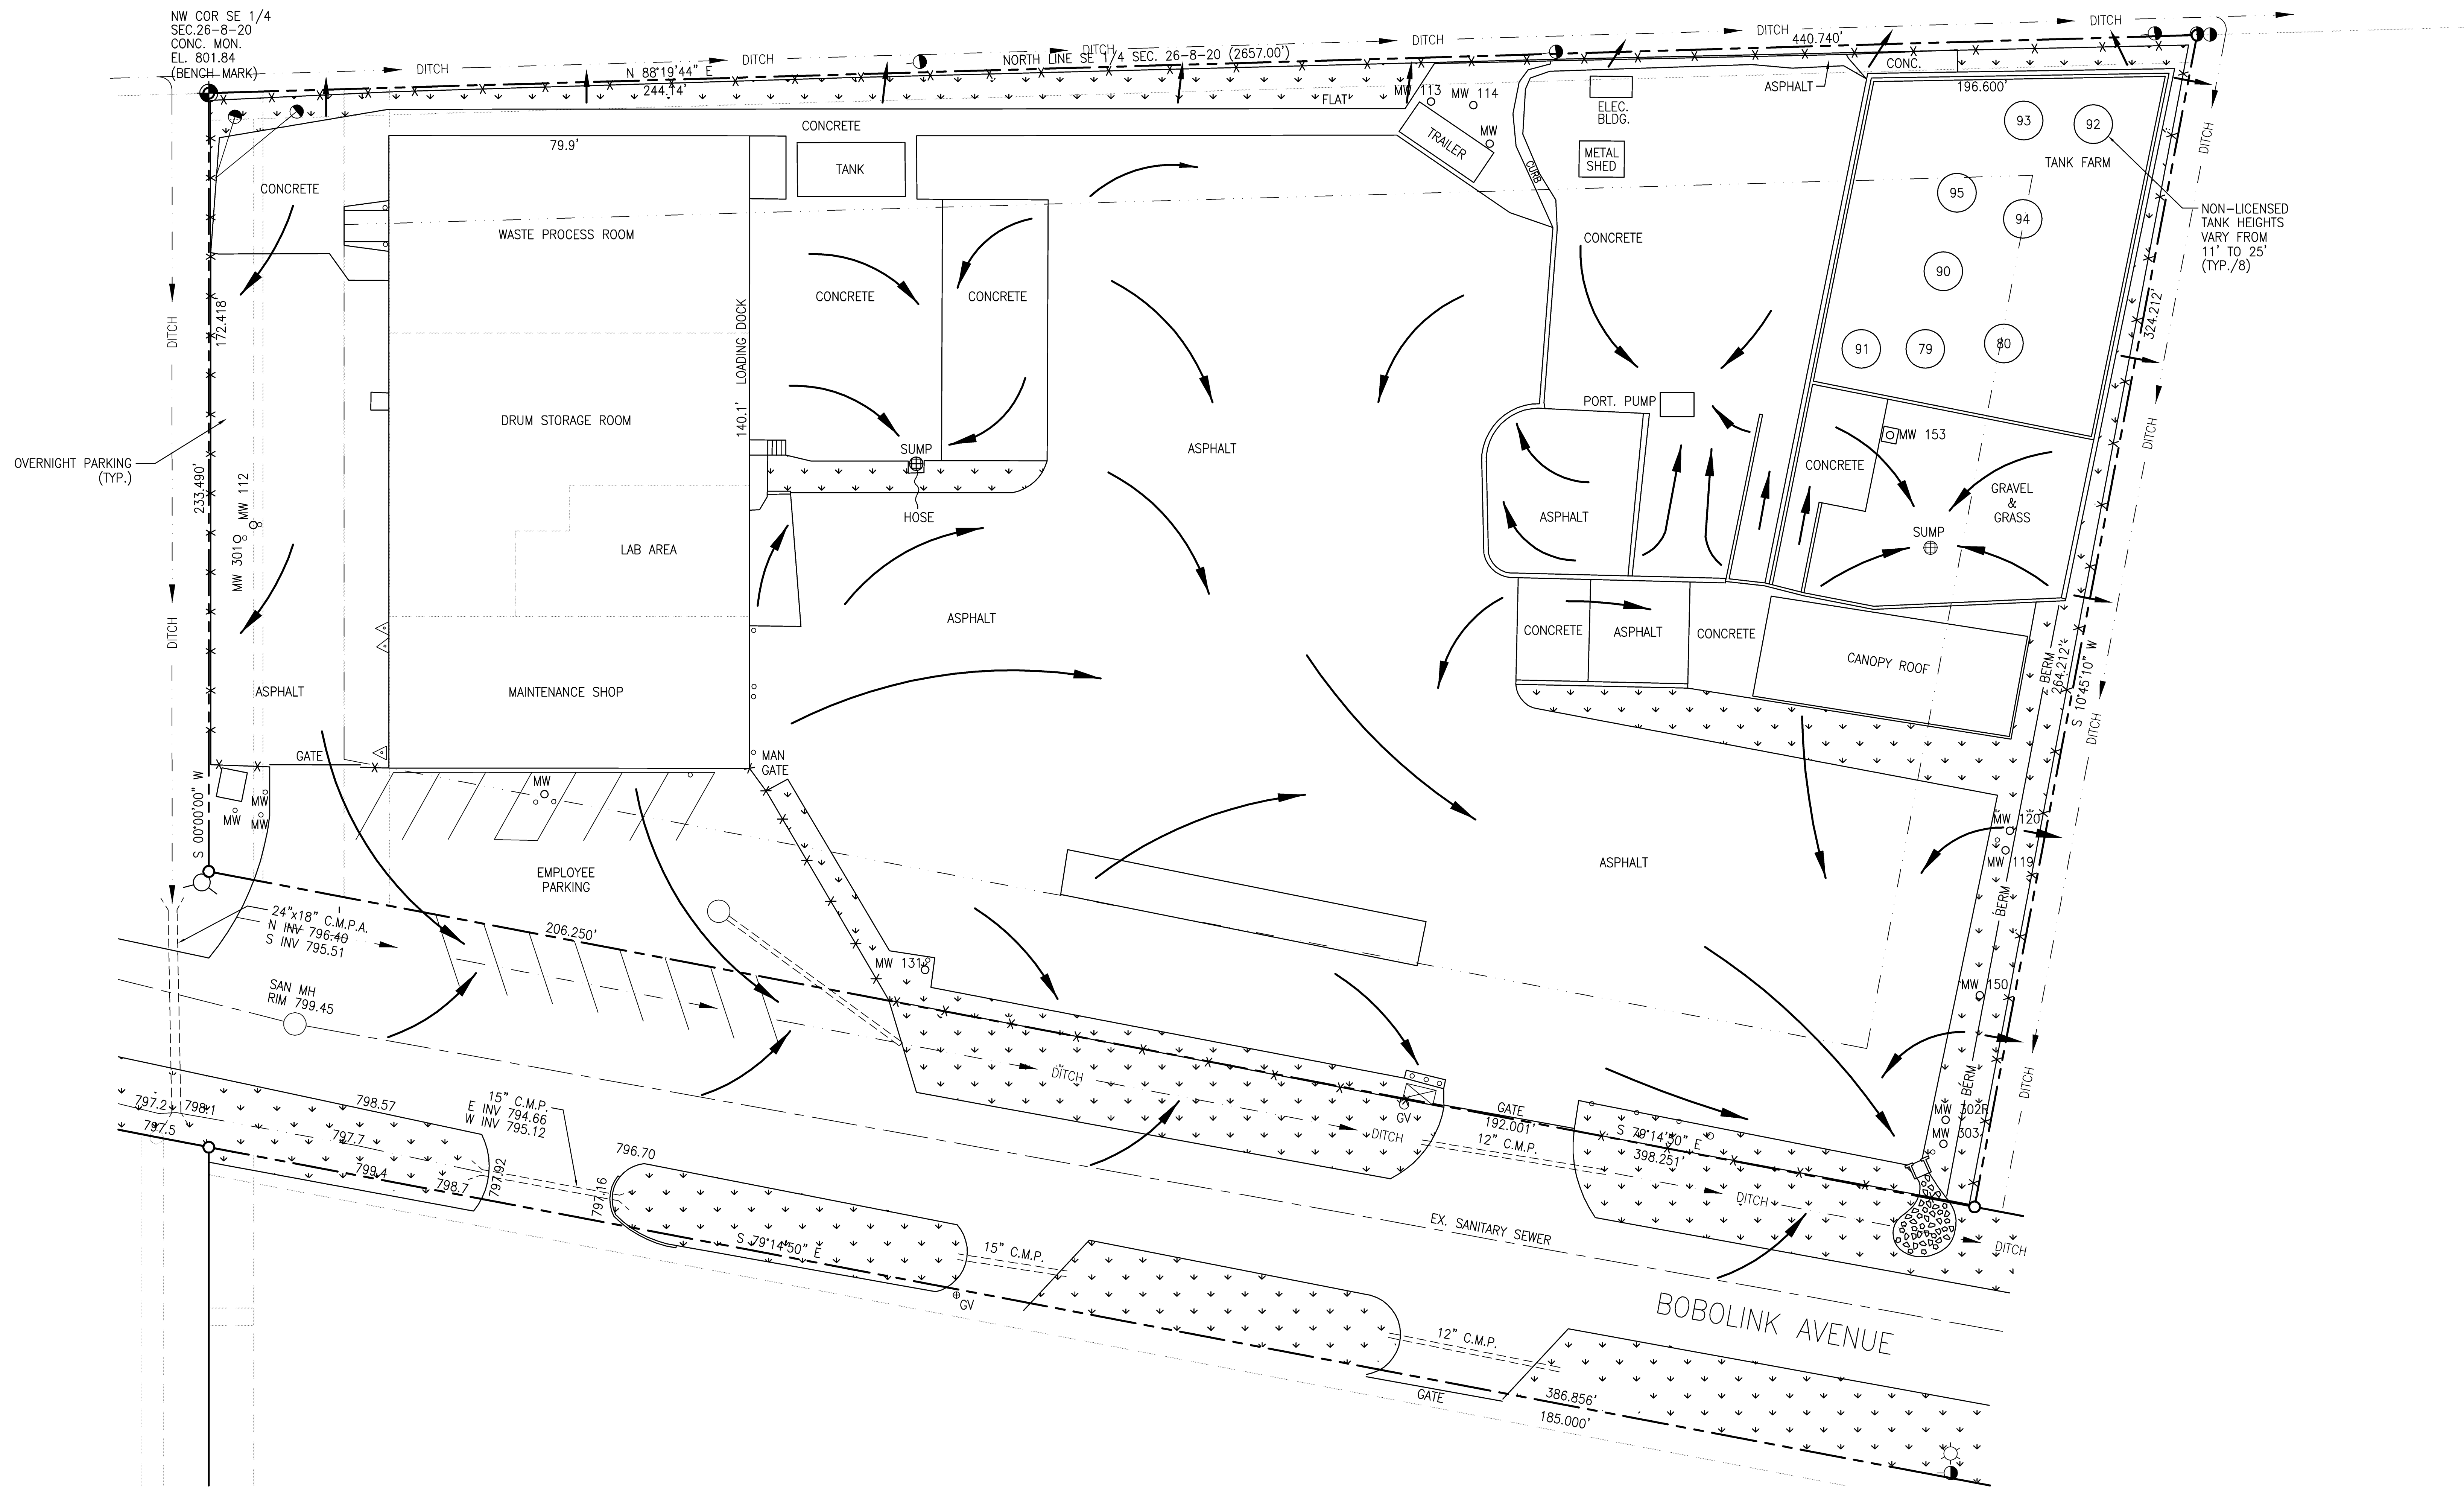 NW COR SE 1/4
SEC.26-8-20
CONC. MON.
EL. 801.84
(BENCH MARK)
DITCH
DITCH
DITCH
DITCH
DITCH
DITCH
N 88°19'44" E
244.14'
NORTH LINE SE 1/4 SEC. 26-8-20 (2657.00')
440.740'
FLAT
CONC.
ASPHALT
196.600'
MW 113
MW 114
MW
TRAILER
ELEC.
BLDG.
METAL
SHED
CURB
CONCRETE
79.9'
TANK
CONCRETE
WASTE PROCESS ROOM
CONCRETE
CONCRETE
CONCRETE
93
92
TANK FARM
95
94
90
91
79
80
NON-LICENSED
TANK HEIGHTS
VARY FROM
11' TO 25'
(TYP./8)
DITCH
324.212'
DITCH
DITCH
172.418'
LOADING DOCK
140.1'
DRUM STORAGE ROOM
SUMP
HOSE
ASPHALT
PORT. PUMP
MW 153
CONCRETE
GRAVEL
&
GRASS
SUMP
ASPHALT
OVERNIGHT PARKING
(TYP.)
233.490'
MW 112
MW 301
LAB AREA
DITCH
ASPHALT
MAINTENANCE SHOP
ASPHALT
CONCRETE
ASPHALT
CONCRETE
CANOPY ROOF
BERM
264.212'
S 10°45'10" W
DITCH
GATE
MAN
GATE
S 00°00'00" W
MW
MW
MW
MW
EMPLOYEE
PARKING
ASPHALT
MW 120
MW 119
BERM
24"x18" C.M.P.A.
N INV 796.40
S INV 795.51
206.250'
MW 131
MW 150
SAN MH
RIM 799.45
DITCH
DITCH
BERM
DITCH
GV
GATE
192.001'
12" C.M.P.
S 79°14'50" E
398.251'
MW 302R
MW 303
DITCH
DITCH
797.2
798.1
797.5
798.57
797.7
799.4
798.7
797.92
15" C.M.P.
E INV 794.66
W INV 795.12
796.70
797.16
S 79°14'50" E
15" C.M.P.
GV
EX. SANITARY SEWER
BOBOLINK AVENUE
12" C.M.P.
GATE
386.856'
185.000'